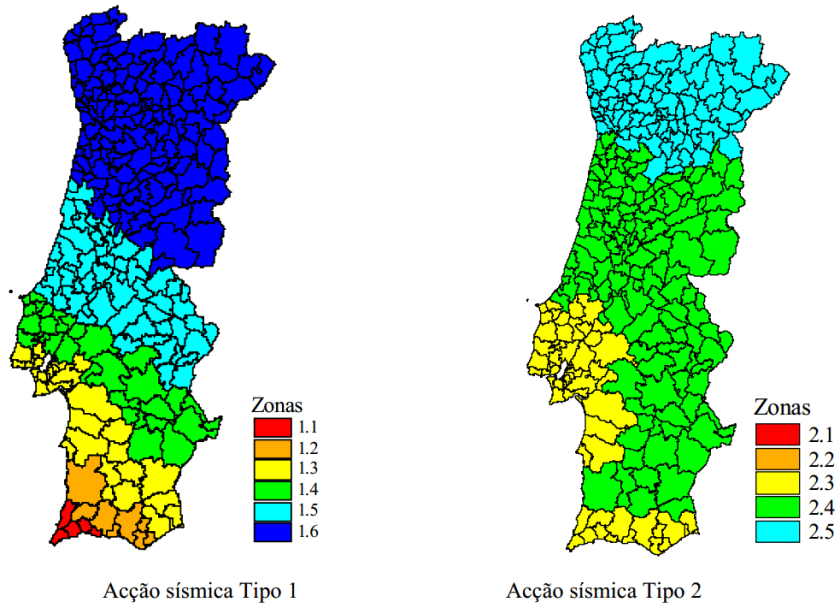 Zonas
1.1
1.2
1.3
1.4
1.5
1.6
Zonas
2.1
2.2
2.3
2.4
2.5
Acção sísmica Tipo 1
Acção sísmica Tipo 2